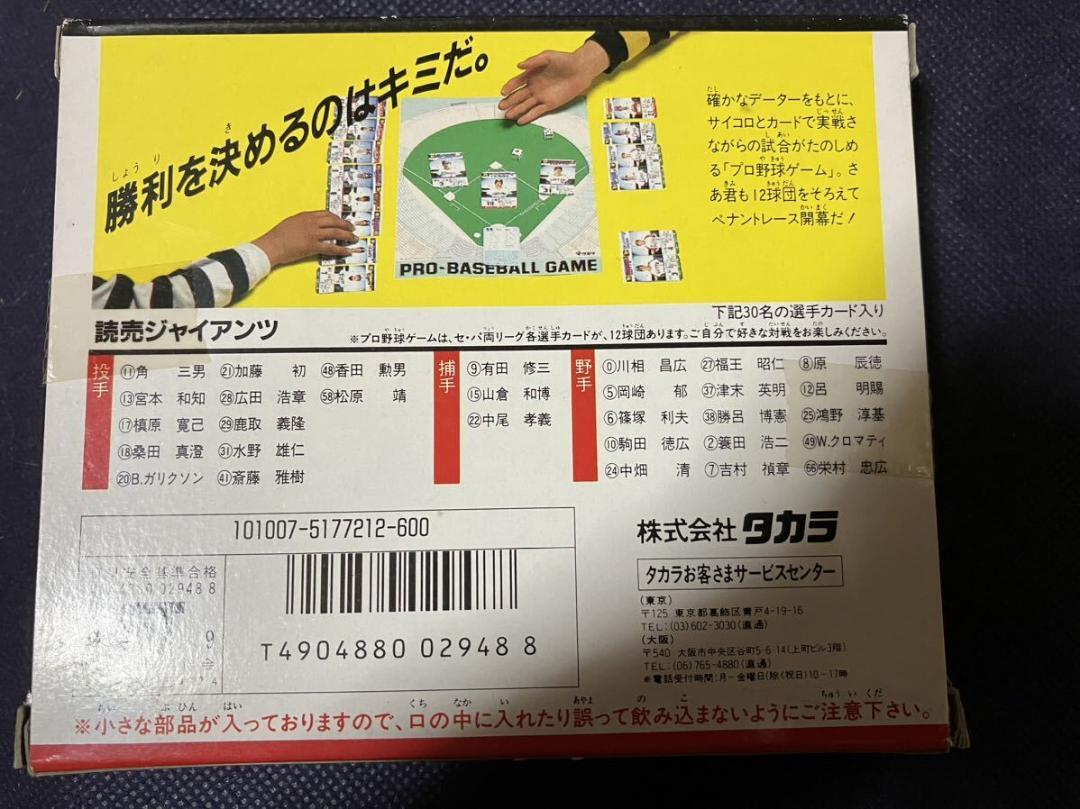 勝利を決めるのはキミだ。
確かなデーターをもとに、
サイコロとカードで実戦さ
ながらの試合がたのしめ
る「プロ野球ゲーム」。さ
あ君も12球団をそろえて
ペナントレース開幕だ！
PRO-BASEBALL GAME
下記30名の選手カード入り
読売ジャイアンツ
※プロ野球ゲームは、セ・パ両リーグ各選手カードが、12球団あります。ご自分で好きな対戦をお楽しみください。
投手
⑪角 三男 ㉑加藤 初 ㊽香田 勲男
⑬宮本 和知 ㉘広田 浩章 58松原 靖
⑰槙原 寛己 ㉙鹿取 義隆
⑱桑田 真澄 ㉛水野 雄仁
⑳B.ガリクソン ㊶斎藤 雅樹
捕手
⑨有田 修三
⑮山倉 和博
㉒中尾 孝義
野手
⓪川相 昌広 ㉗福王 昭仁 ⑧原 辰徳
⑤岡崎 郁 ㊲津末 英明 ⑫呂 明賜
⑥篠塚 利夫 ㊳勝呂 博憲 ㉕鴻野 淳基
⑩駒田 徳広 ②簑田 浩二 ㊾W.クロマティ
㉔中畑 清 ⑦吉村 禎章 66栄村 忠広
101007-5177212-600
安全基準合格
02948 8
T4904880 02948 8
株式会社 タカラ
タカラお客さまサービスセンター
(東京)
〒125 東京都葛飾区青戸4-19-16
TEL:(03)602-3030(直通)
(大阪)
〒540 大阪市中央区谷町5-6-14(上町ビル3階)
TEL:(06)765-4880(直通)
※電話受付時間:月-金曜日(除く祝日)10-17時
※小さな部品が入っておりますので、口の中に入れたり誤って飲み込まないようにご注意下さい。